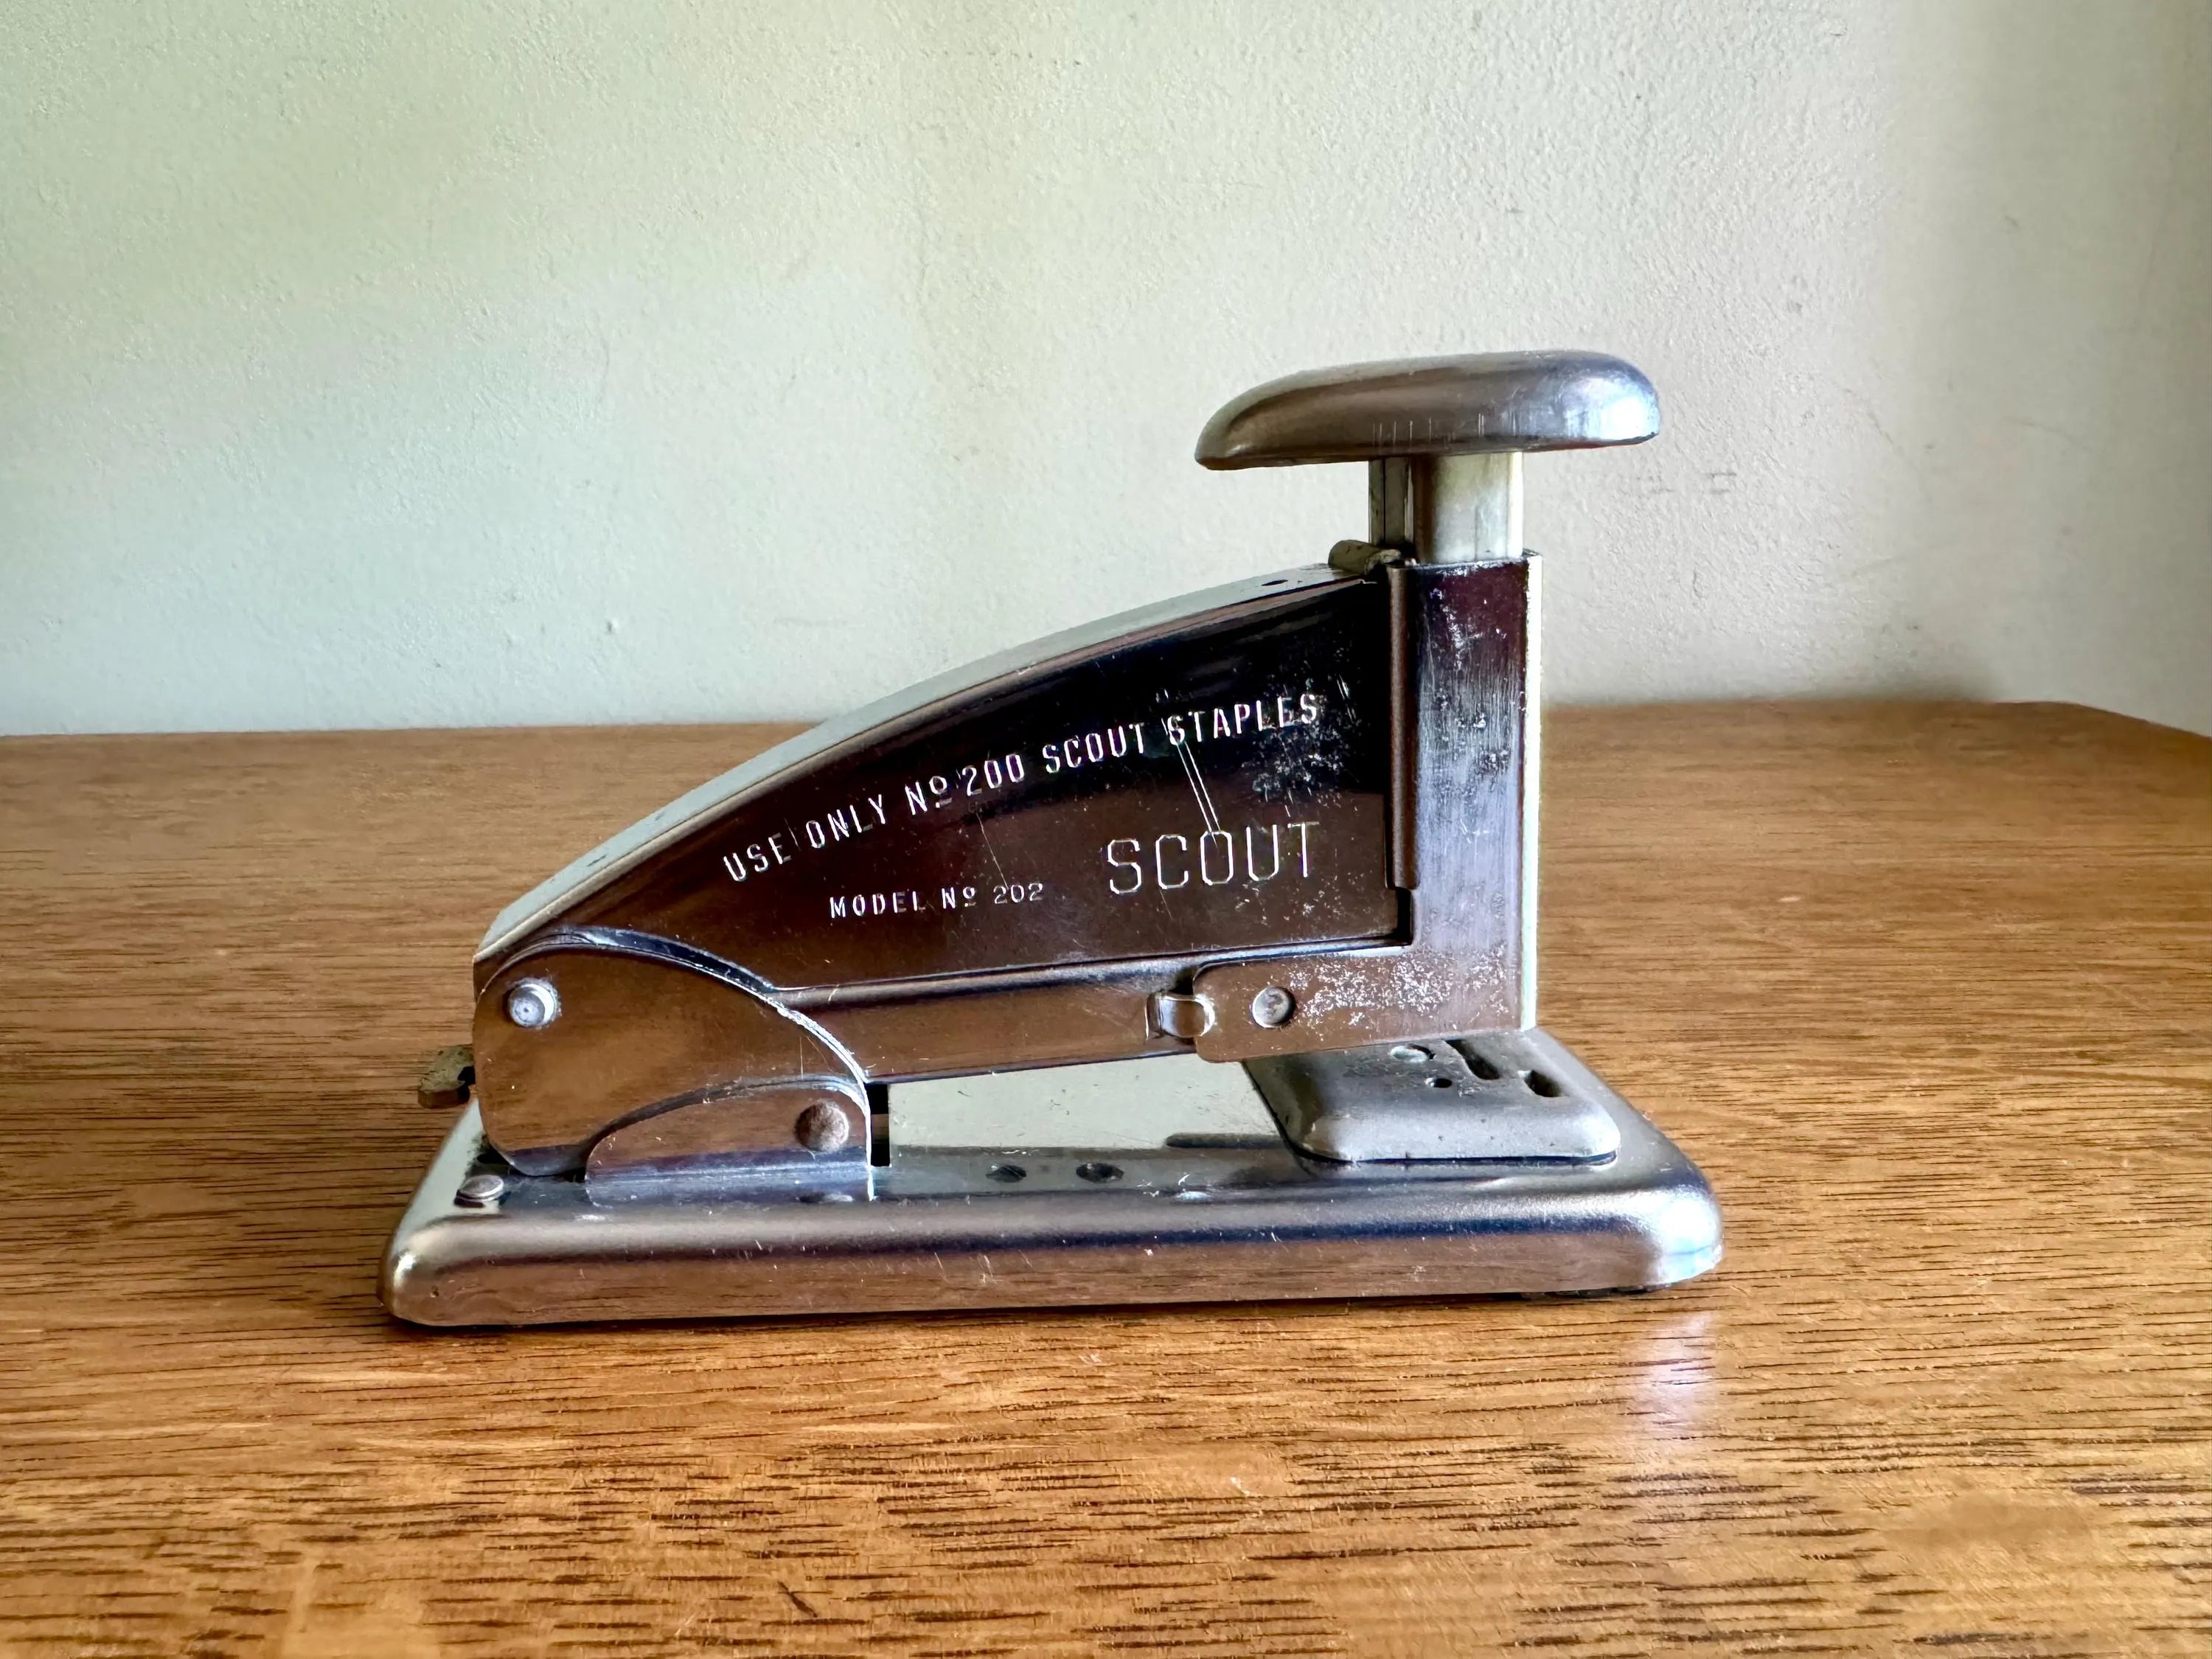 USE ONLY Nº 200 SCOUT STAPLES
MODEL Nº 202
SCOUT